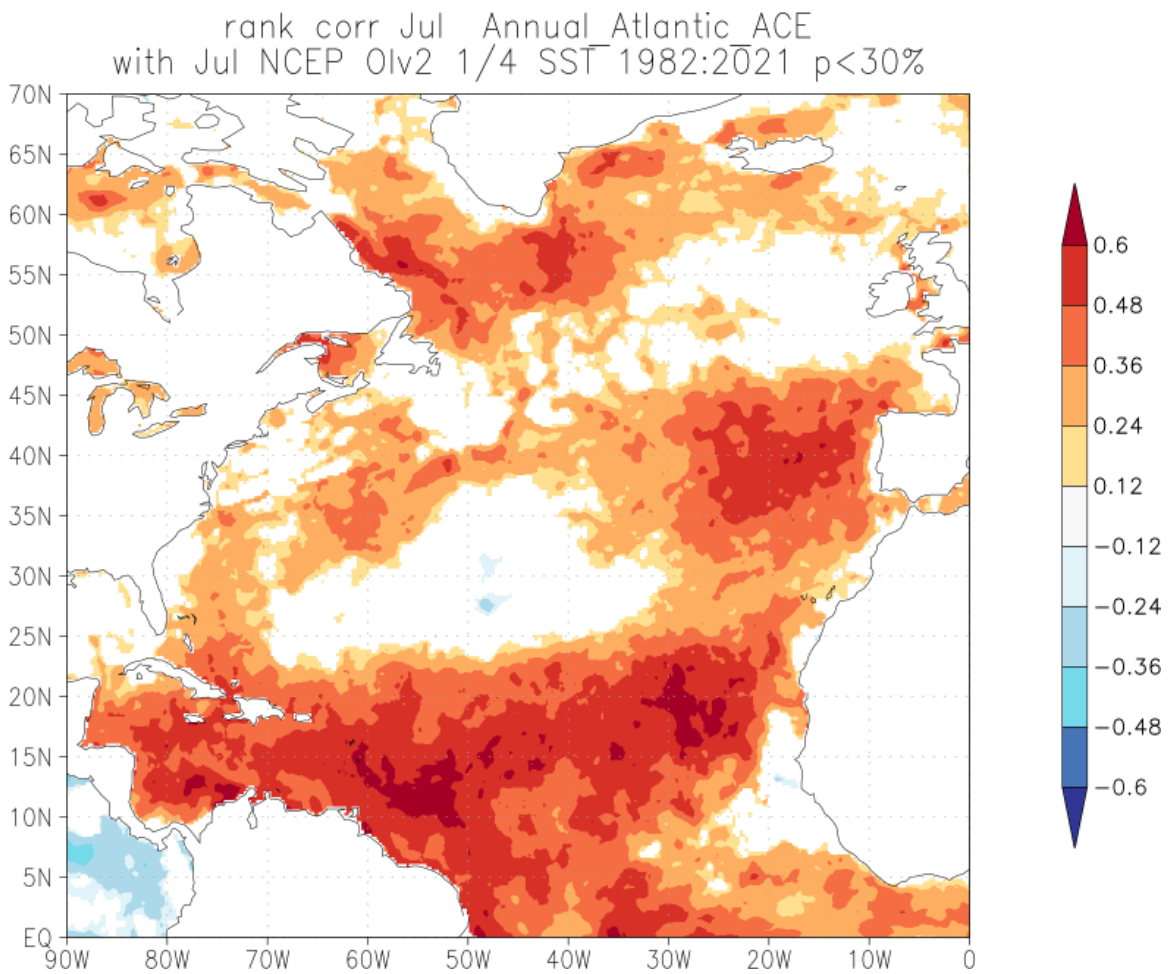 rank corr Jul Annual_Atlantic_ACE
with Jul NCEP OIv2 1/4 SST 1982:2021 p<30%
70N
65N
60N
55N
50N
45N
40N
35N
30N
25N
20N
15N
10N
5N
EQ
90W 80W 70W 60W 50W 40W 30W 20W 10W 0
0.6
0.48
0.36
0.24
0.12
−0.12
−0.24
−0.36
−0.48
−0.6